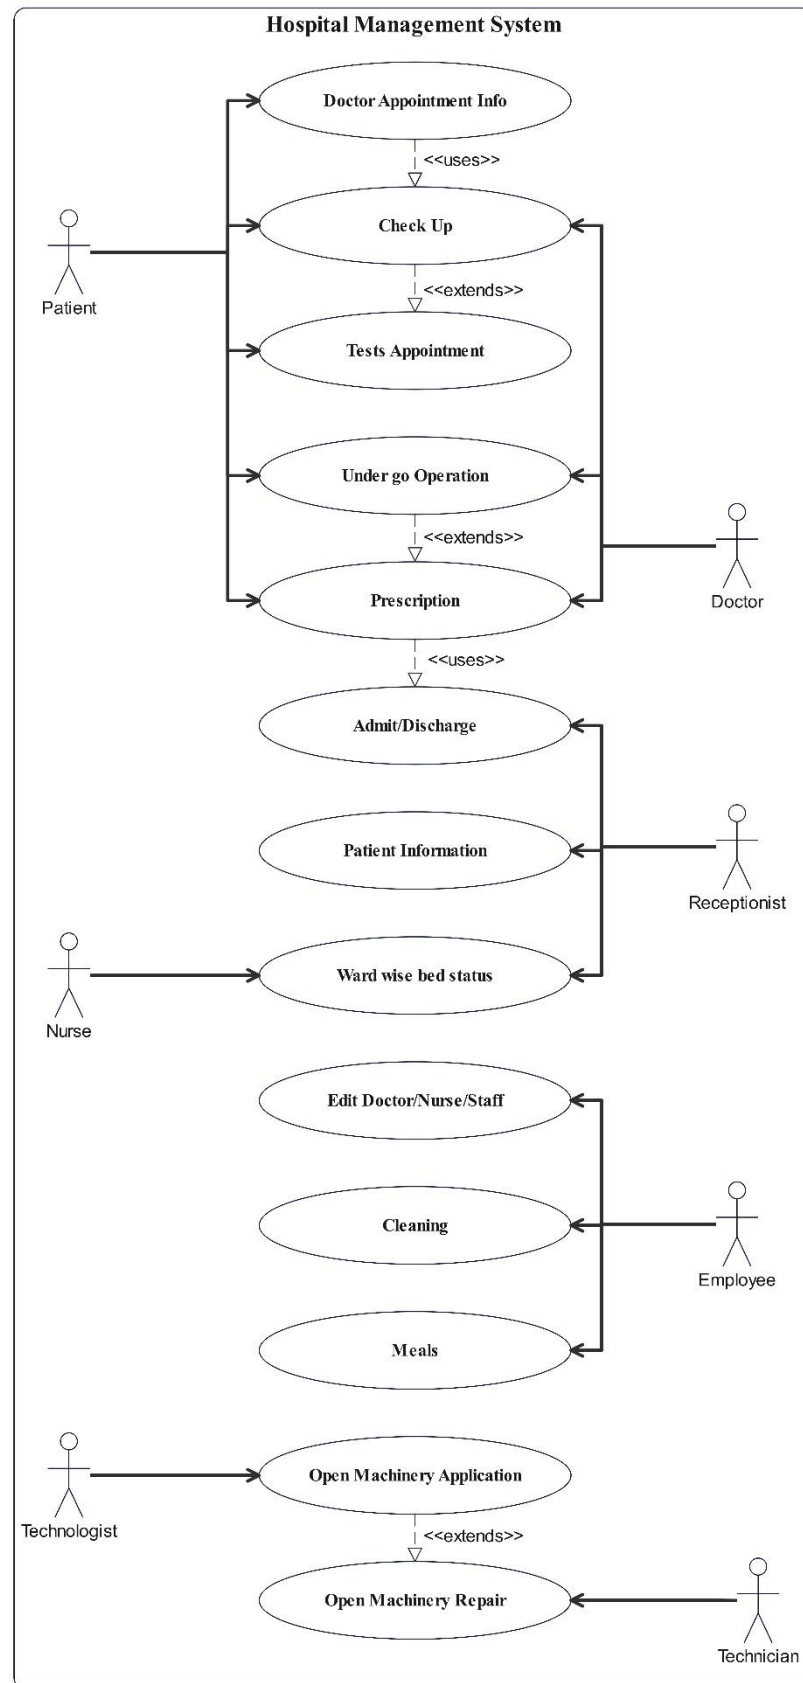 Hospital Management System
Doctor Appointment Info
<<uses>>
Check Up
Patient
<<extends>>
Tests Appointment
Under go Operation
<<extends>>
Prescription
Doctor
<<uses>>
Admit/Discharge
Patient Information
Receptionist
Ward wise bed status
Nurse
Edit Doctor/Nurse/Staff
Cleaning
Employee
Meals
Open Machinery Application
Technologist
<<extends>>
Open Machinery Repair
Technician